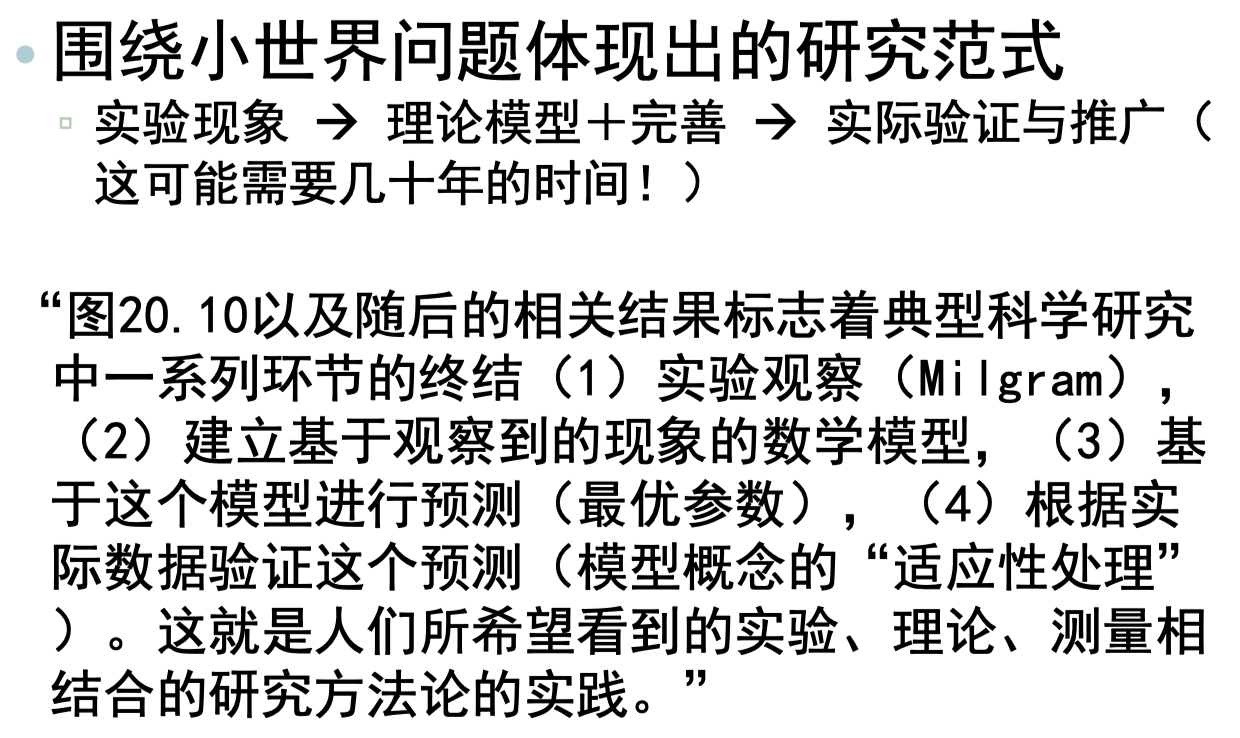 • 围绕小世界问题体现出的研究范式
▫ 实验现象 → 理论模型＋完善 → 实际验证与推广（
这可能需要几十年的时间！）
“图20.10以及随后的相关结果标志着典型科学研究
中一系列环节的终结（1）实验观察（Milgram），
（2）建立基于观察到的现象的数学模型，（3）基
于这个模型进行预测（最优参数），（4）根据实
际数据验证这个预测（模型概念的“适应性处理”
）。这就是人们所希望看到的实验、理论、测量相
结合的研究方法论的实践。”